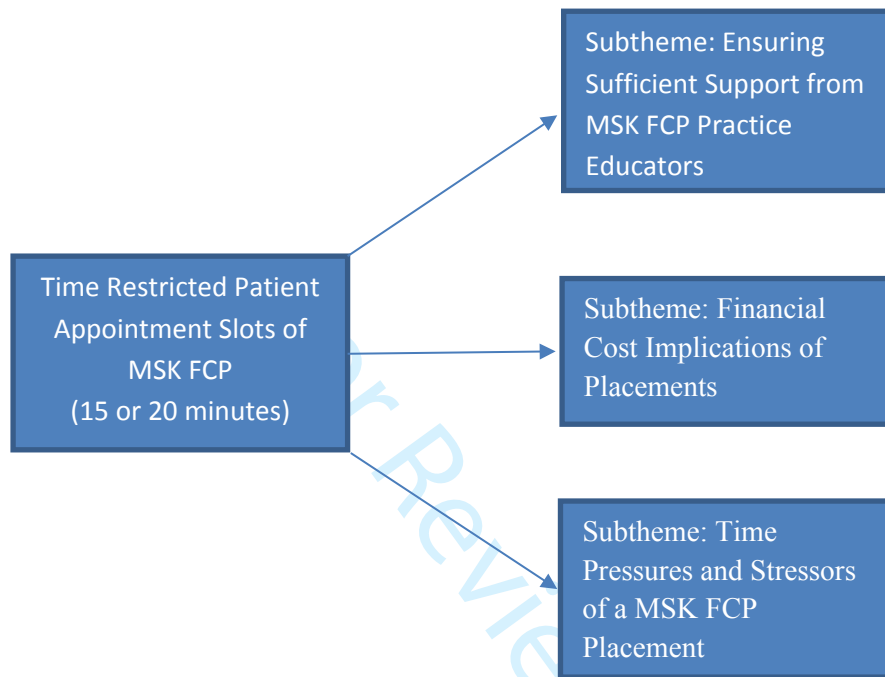 Subtheme: Ensuring
Sufficient Support from
MSK FCP Practice
Educators
Time Restricted Patient
Appointment Slots of
MSK FCP
(15 or 20 minutes)
Subtheme: Financial
Cost Implications of
Placements
Subtheme: Time
Pressures and Stressors
of a MSK FCP
Placement